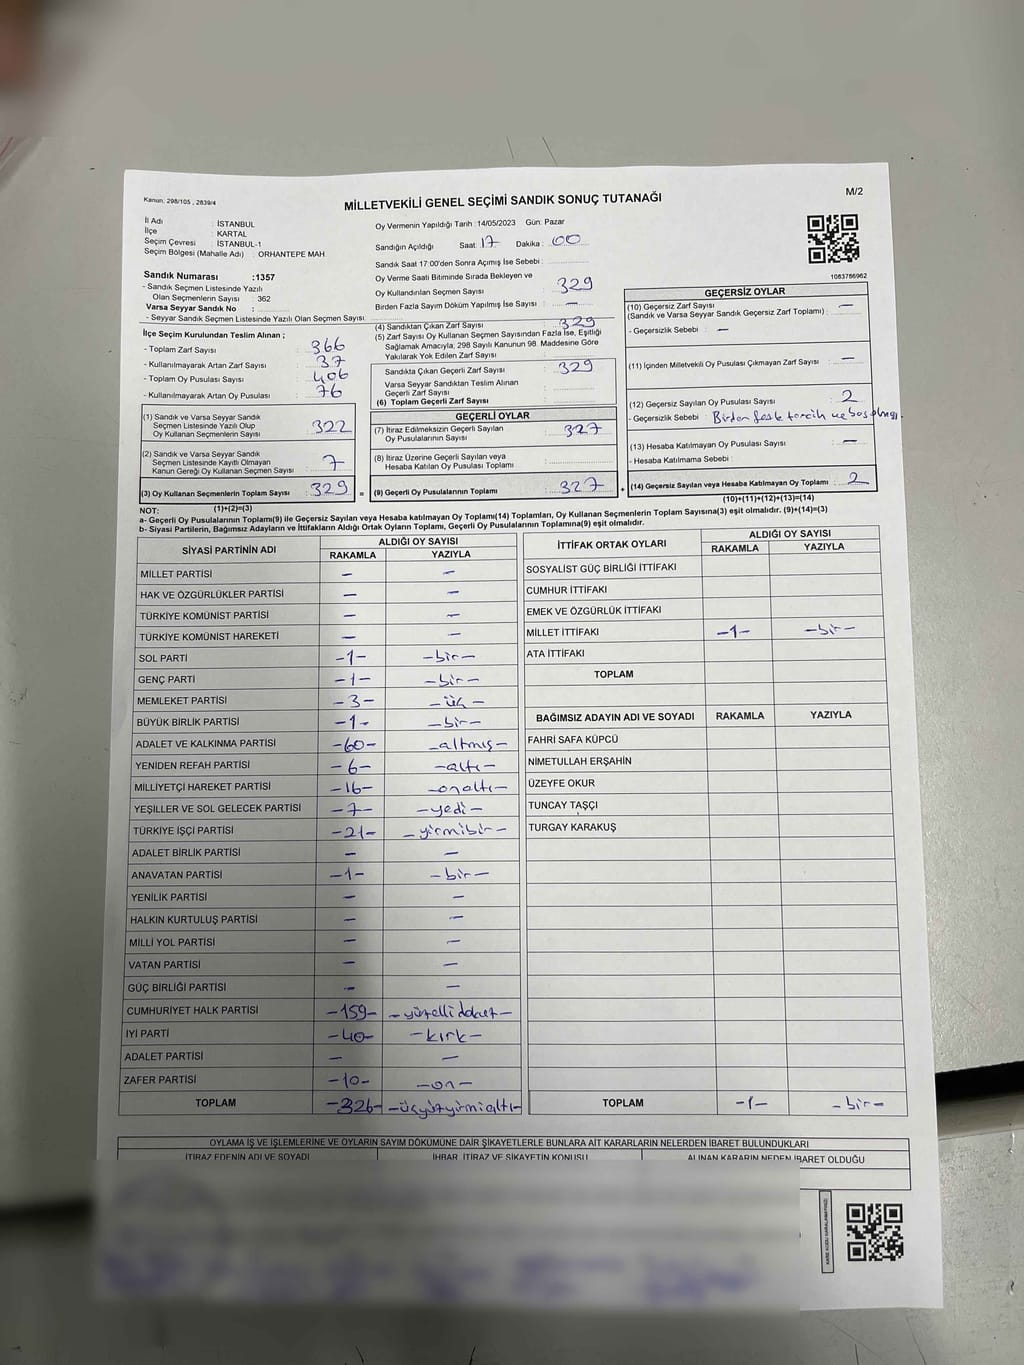 Kanun: 298/105 , 2839/4
MİLLETVEKİLİ GENEL SEÇİMİ SANDIK SONUÇ TUTANAĞI
M/2
İl Adı : İSTANBUL
İlçe : KARTAL
Seçim Çevresi : İSTANBUL-1
Seçim Bölgesi (Mahalle Adı) : ORHANTEPE MAH
Sandık Numarası :1357
- Sandık Seçmen Listesinde Yazılı
Olan Seçmenlerin Sayısı : 362
Varsa Seyyar Sandık No :
- Seyyar Sandık Seçmen Listesinde Yazılı Olan Seçmen Sayısı
İlçe Seçim Kurulundan Teslim Alınan ;
- Toplam Zarf Sayısı : 366
- Kullanılmayarak Artan Zarf Sayısı : 37
- Toplam Oy Pusulası Sayısı : 406
- Kullanılmayarak Artan Oy Pusulası : 76
(1) Sandık ve Varsa Seyyar Sandık
Seçmen Listesinde Yazılı Olup
Oy Kullanan Seçmenlerin Sayısı : 322
(2) Sandık ve Varsa Seyyar Sandık
Seçmen Listesinde Kayıtlı Olmayan
Kanun Gereği Oy Kullanan Seçmen Sayısı : 7
(3) Oy Kullanan Seçmenlerin Toplam Sayısı : 329 =
(1)+(2)=(3)
Oy Vermenin Yapıldığı Tarih : 14/05/2023 Gün: Pazar
Sandığın Açıldığı Saat: 17 Dakika : 00
Sandık Saat 17:00'den Sonra Açımış İse Sebebi :
Oy Verme Saati Bitiminde Sırada Bekleyen ve
Oy Kullandırılan Seçmen Sayısı : 329
Birden Fazla Sayım Döküm Yapılmış İse Sayısı : —
(4) Sandıktan Çıkan Zarf Sayısı : 329
(5) Zarf Sayısı Oy Kullanan Seçmen Sayısından Fazla İse, Eşitliği
Sağlamak Amacıyla, 298 Sayılı Kanunun 98. Maddesine Göre
Yakılarak Yok Edilen Zarf Sayısı :
Sandıkta Çıkan Geçerli Zarf Sayısı : 329
Varsa Seyyar Sandıktan Teslim Alınan
Geçerli Zarf Sayısı :
(6) Toplam Geçerli Zarf Sayısı :
GEÇERLİ OYLAR
(7) İtiraz Edilmeksizin Geçerli Sayılan
Oy Pusulalarının Sayısı : 327
(8) İtiraz Üzerine Geçerli Sayılan veya
Hesaba Katılan Oy Pusulası Toplamı :
(9) Geçerli Oy Pusulalarının Toplamı : 327 +
1083786962
GEÇERSİZ OYLAR
(10) Geçersiz Zarf Sayısı
(Sandık ve Varsa Seyyar Sandık Geçersiz Zarf Toplamı) : —
- Geçersizlik Sebebi : —
(11) İçinden Milletvekili Oy Pusulası Çıkmayan Zarf Sayısı : —
(12) Geçersiz Sayılan Oy Pusulası Sayısı : 2
- Geçersizlik Sebebi : Birden fazla tercih ve boş
(13) Hesaba Katılmayan Oy Pusulası Sayısı : —
- Hesaba Katılmama Sebebi :
(14) Geçersiz Sayılan veya Hesaba Katılmayan Oy Toplamı : 2
(10)+(11)+(12)+(13)=(14)
NOT:
a- Geçerli Oy Pusulalarının Toplamı(9) ile Geçersiz Sayılan veya Hesaba katılmayan Oy Toplamı(14) Toplamları, Oy Kullanan Seçmenlerin Toplam Sayısına(3) eşit olmalıdır. (9)+(14)=(3)
b- Siyasi Partilerin, Bağımsız Adayların ve İttifakların Aldığı Ortak Oyların Toplamı, Geçerli Oy Pusulalarının Toplamına(9) eşit olmalıdır.
SİYASİ PARTİNİN ADI ALDIĞI OY SAYISI
RAKAMLA YAZIYLA
MİLLET PARTİSİ — —
HAK VE ÖZGÜRLÜKLER PARTİSİ — —
TÜRKİYE KOMÜNİST PARTİSİ — —
TÜRKİYE KOMÜNİST HAREKETİ — —
SOL PARTİ -1- -bir-
GENÇ PARTİ -1- -bir-
MEMLEKET PARTİSİ -3- -üç-
BÜYÜK BİRLİK PARTİSİ -1- -bir-
ADALET VE KALKINMA PARTİSİ -60- -altmış-
YENİDEN REFAH PARTİSİ -6- -altı-
MİLLİYETÇİ HAREKET PARTİSİ -16- -onaltı-
YEŞİLLER VE SOL GELECEK PARTİSİ -7- -yedi-
TÜRKİYE İŞÇİ PARTİSİ -21- -yirmibir-
ADALET BİRLİK PARTİSİ — —
ANAVATAN PARTİSİ -1- -bir-
YENİLİK PARTİSİ — —
HALKIN KURTULUŞ PARTİSİ — —
MİLLİ YOL PARTİSİ — —
VATAN PARTİSİ — —
GÜÇ BİRLİĞİ PARTİSİ — —
CUMHURİYET HALK PARTİSİ -159- -yüzellidokuz-
İYİ PARTİ -40- -kırk-
ADALET PARTİSİ — —
ZAFER PARTİSİ -10- -on-
TOPLAM -326- -üçyüzyirmialtı-
İTTİFAK ORTAK OYLARI ALDIĞI OY SAYISI
RAKAMLA YAZIYLA
SOSYALİST GÜÇ BİRLİĞİ İTTİFAKI
CUMHUR İTTİFAKI
EMEK VE ÖZGÜRLÜK İTTİFAKI
MİLLET İTTİFAKI -1- -bir-
ATA İTTİFAKI
TOPLAM
BAĞIMSIZ ADAYIN ADI VE SOYADI RAKAMLA YAZIYLA
FAHRİ SAFA KÜPCÜ
NİMETULLAH ERŞAHİN
ÜZEYFE OKUR
TUNCAY TAŞÇI
TURGAY KARAKUŞ
TOPLAM -1- -bir-
OYLAMA İŞ VE İŞLEMLERİNE VE OYLARIN SAYIM DÖKÜMÜNE DAİR ŞİKAYETLERLE BUNLARA AİT KARARLARIN NELERDEN İBARET BULUNDUKLARI
İTİRAZ EDENİN ADI VE SOYADI İHBAR, İTİRAZ VE ŞİKAYETİN KONUSU ALINAN KARARIN NEDEN İBARET OLDUĞU